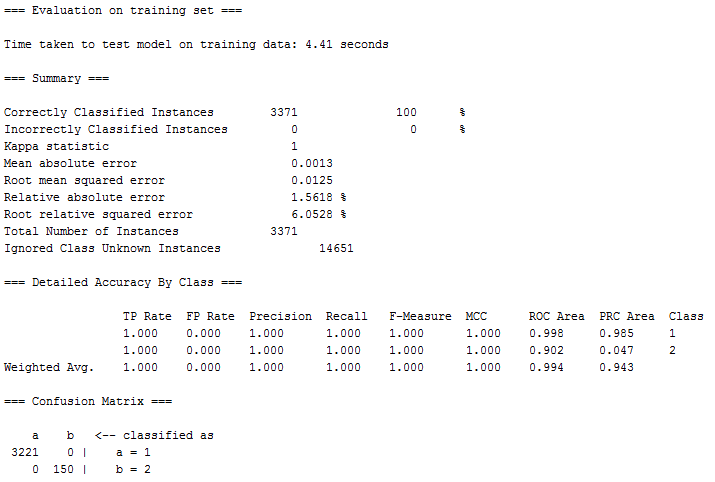 === Evaluation on training set ===
Time taken to test model on training data: 4.41 seconds
=== Summary ===
Correctly Classified Instances        3371              100      %
Incorrectly Classified Instances         0                0      %
Kappa statistic                          1
Mean absolute error                      0.0013
Root mean squared error                  0.0125
Relative absolute error                  1.5618 %
Root relative squared error              6.0528 %
Total Number of Instances             3371
Ignored Class Unknown Instances              14651
=== Detailed Accuracy By Class ===
                 TP Rate  FP Rate  Precision  Recall   F-Measure  MCC      ROC Area  PRC Area  Class
                 1.000    0.000    1.000      1.000    1.000      1.000    0.998     0.985     1
                 1.000    0.000    1.000      1.000    1.000      1.000    0.902     0.047     2
Weighted Avg.    1.000    0.000    1.000      1.000    1.000      1.000    0.994     0.943
=== Confusion Matrix ===
    a    b   <-- classified as
 3221    0 |    a = 1
    0  150 |    b = 2